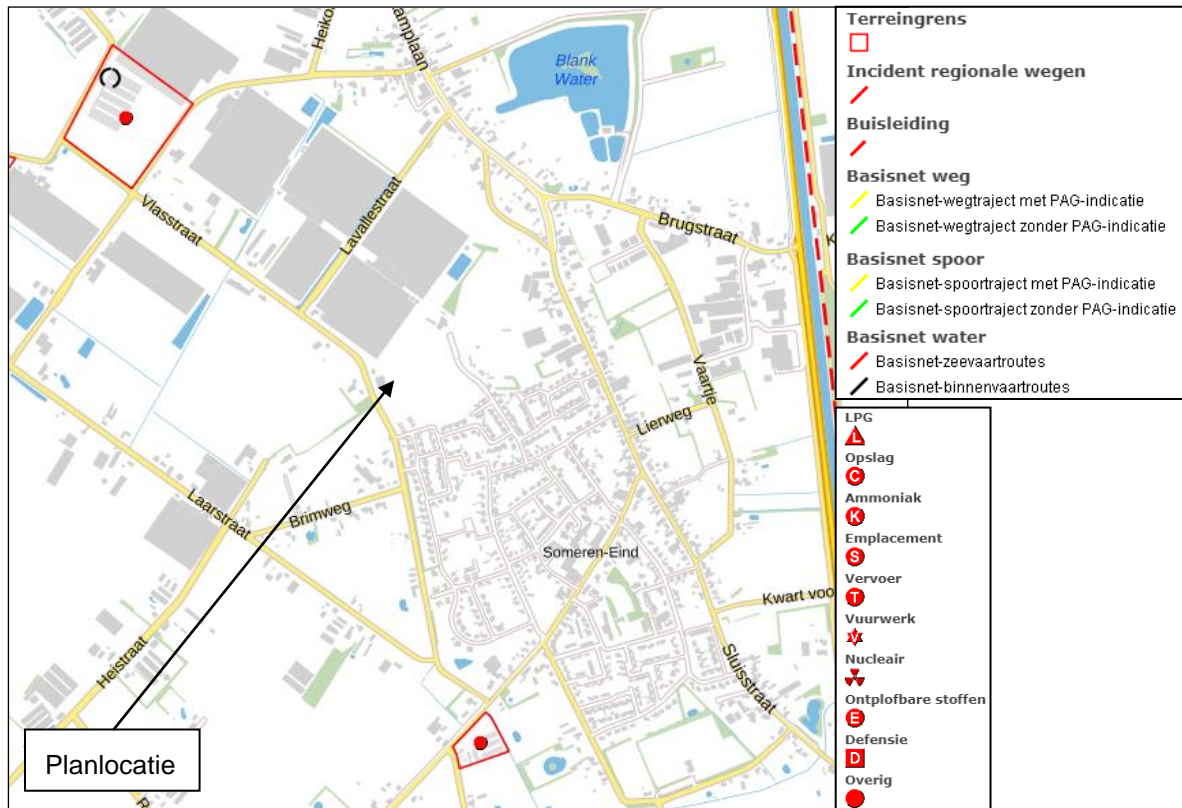 amplaan
Heiko
Blank
Water
Vlasstraat
Lavallestraat
Brugstraat
K
Vaartje
Lierweg
Laarstraat
Brimweg
Someren-Eind
Kwart voo
Heistraat
Sluisstraat
R
Planlocatie
Terreingrens
Incident regionale wegen
Buisleiding
Basisnet weg
Basisnet-wegtraject met PAG-indicatie
Basisnet-wegtraject zonder PAG-indicatie
Basisnet spoor
Basisnet-spoortraject met PAG-indicatie
Basisnet-spoortraject zonder PAG-indicatie
Basisnet water
Basisnet-zeevaartroutes
Basisnet-binnenvaartroutes
LPG
L
Opslag
C
Ammoniak
K
Emplacement
S
Vervoer
T
Vuurwerk
V
Nucleair
Ontplofbare stoffen
E
Defensie
D
Overig